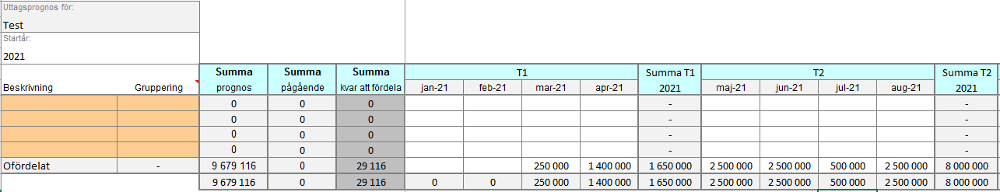 Uttagsprognos för:
Test
Startår:
2021
Summa Summa Summa T1 Summa T1 T2 Summa T2
Beskrivning Gruppering prognos pågående kvar att fördela jan-21 feb-21 mar-21 apr-21 2021 maj-21 jun-21 jul-21 aug-21 2021
0 0 0 - -
0 0 0 - -
0 0 0 - -
0 0 0 - -
Ofördelat - 9 679 116 0 29 116 250 000 1 400 000 1 650 000 2 500 000 2 500 000 500 000 2 500 000 8 000 000
9 679 116 0 29 116 0 0 250 000 1 400 000 1 650 000 2 500 000 2 500 000 500 000 2 500 000 8 000 000